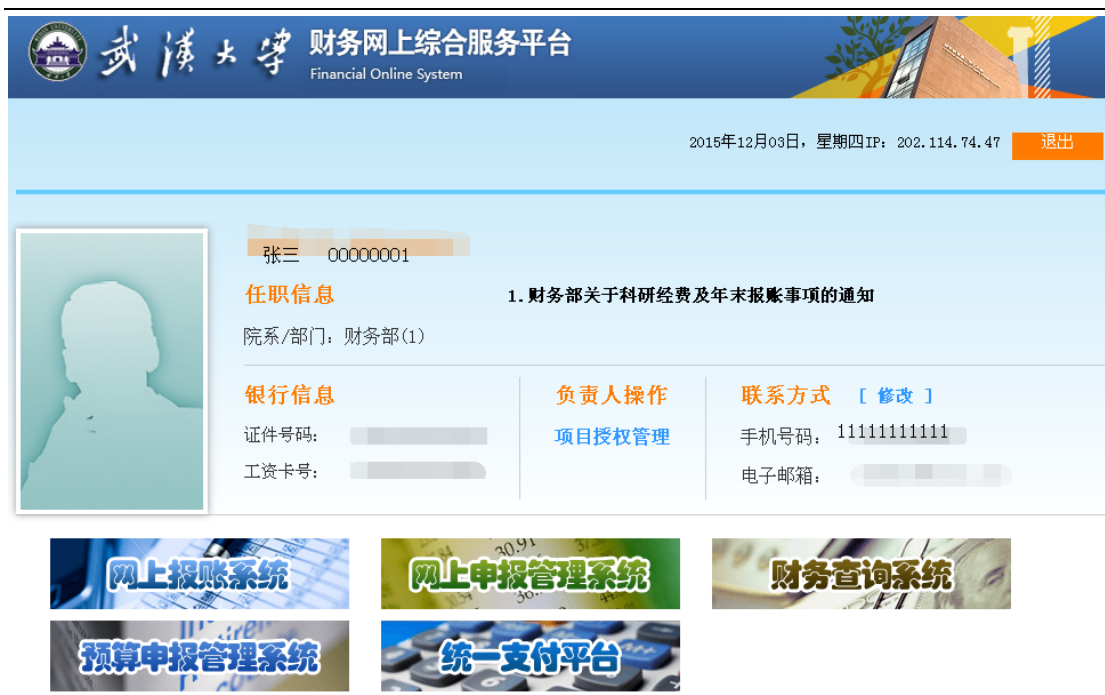 武漢大学 财务网上综合服务平台
Financial Online System
2015年12月03日，星期四IP: 202.114.74.47 退出
张三 00000001
任职信息 1.财务部关于科研经费及年末报账事项的通知
院系/部门：财务部(1)
银行信息 负责人操作 联系方式 [ 修改 ]
证件号码： 项目授权管理 手机号码： 11111111111
工资卡号： 电子邮箱：
网上报账系统 网上申报管理系统 财务查询系统
预算申报管理系统 统一支付平台